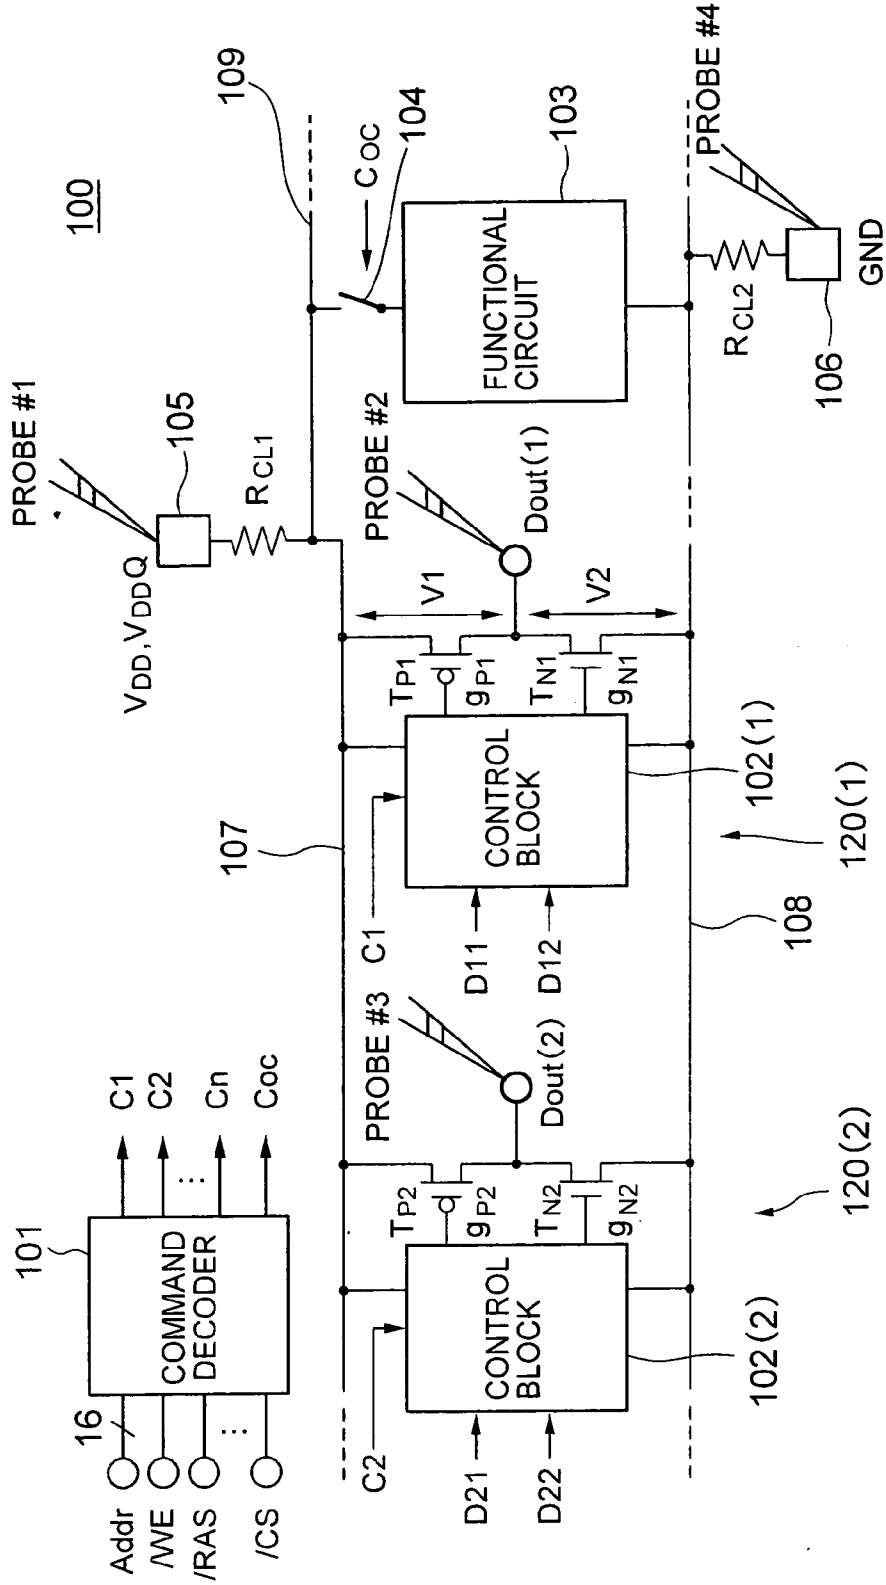 100
101
Addr
16
/WE
/RAS
...
/CS
COMMAND
DECODER
C1
C2
...
Cn
Coc
PROBE #1
VDD, VDDQ
105
RCL1
109
107
104
COC
PROBE #3
Dout(2)
PROBE #2
Dout(1)
C2
D21
D22
CONTROL
BLOCK
TP2
gP2
TN2
gN2
102(2)
120(2)
C1
D11
D12
CONTROL
BLOCK
TP1
gP1
TN1
gN1
V1
V2
102(1)
120(1)
108
FUNCTIONAL
CIRCUIT
103
RCL2
PROBE #4
106
GND